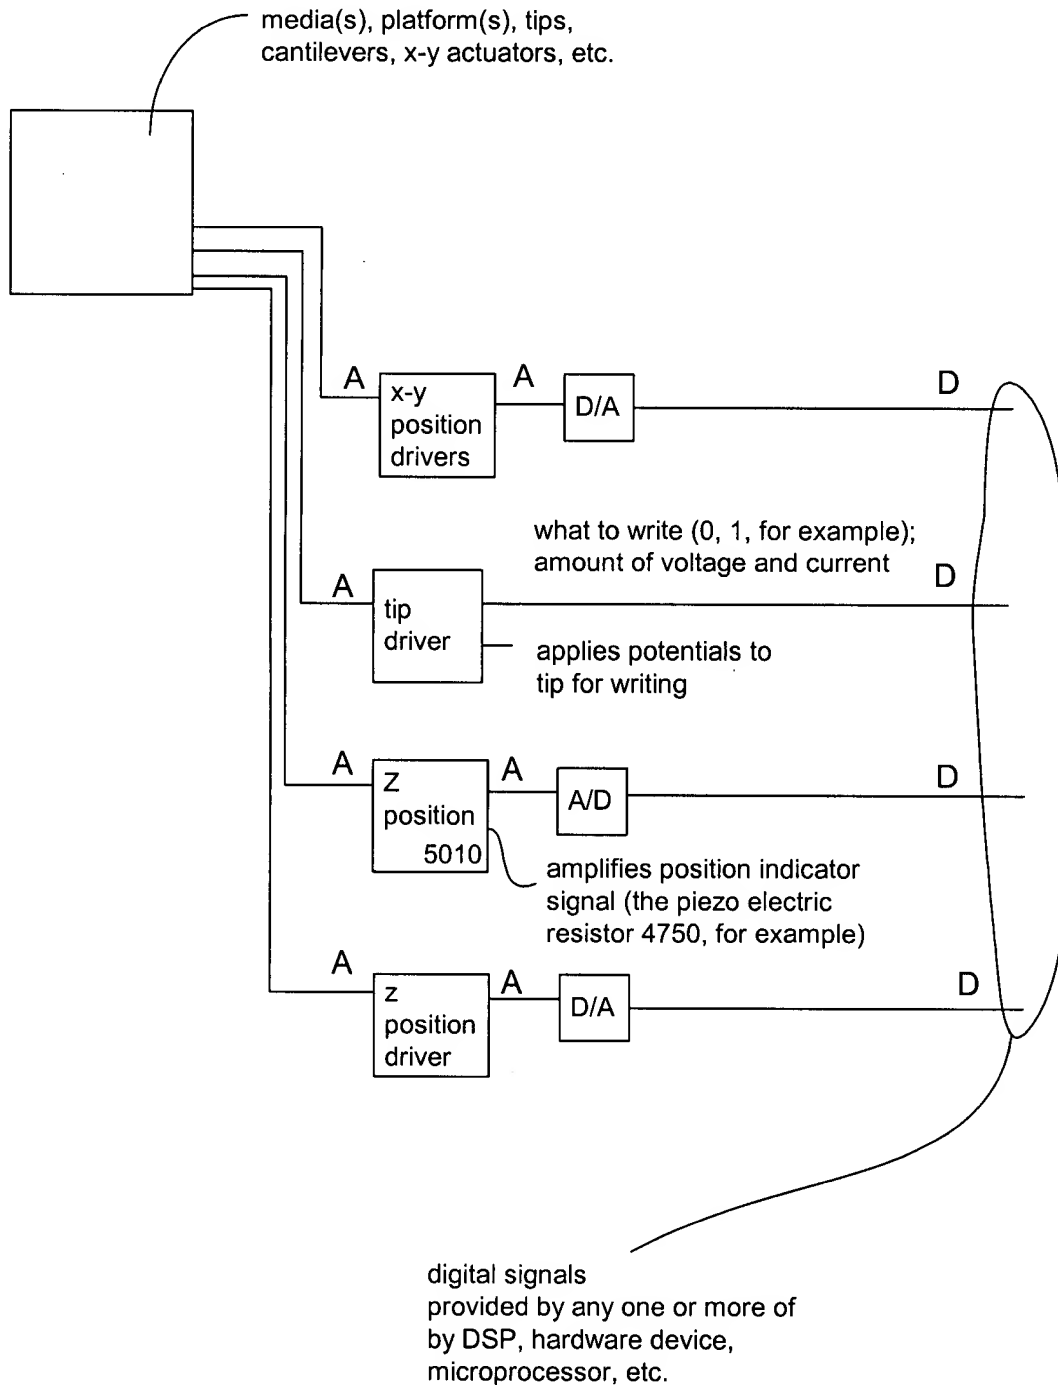 media(s), platform(s), tips,
cantilevers, x-y actuators, etc.
A
x-y
position
drivers
A
D/A
D
what to write (0, 1, for example);
amount of voltage and current
A
tip
driver
D
applies potentials to
tip for writing
A
Z
position
5010
A
A/D
D
amplifies position indicator
signal (the piezo electric
resistor 4750, for example)
A
z
position
driver
A
D/A
D
digital signals
provided by any one or more of
by DSP, hardware device,
microprocessor, etc.